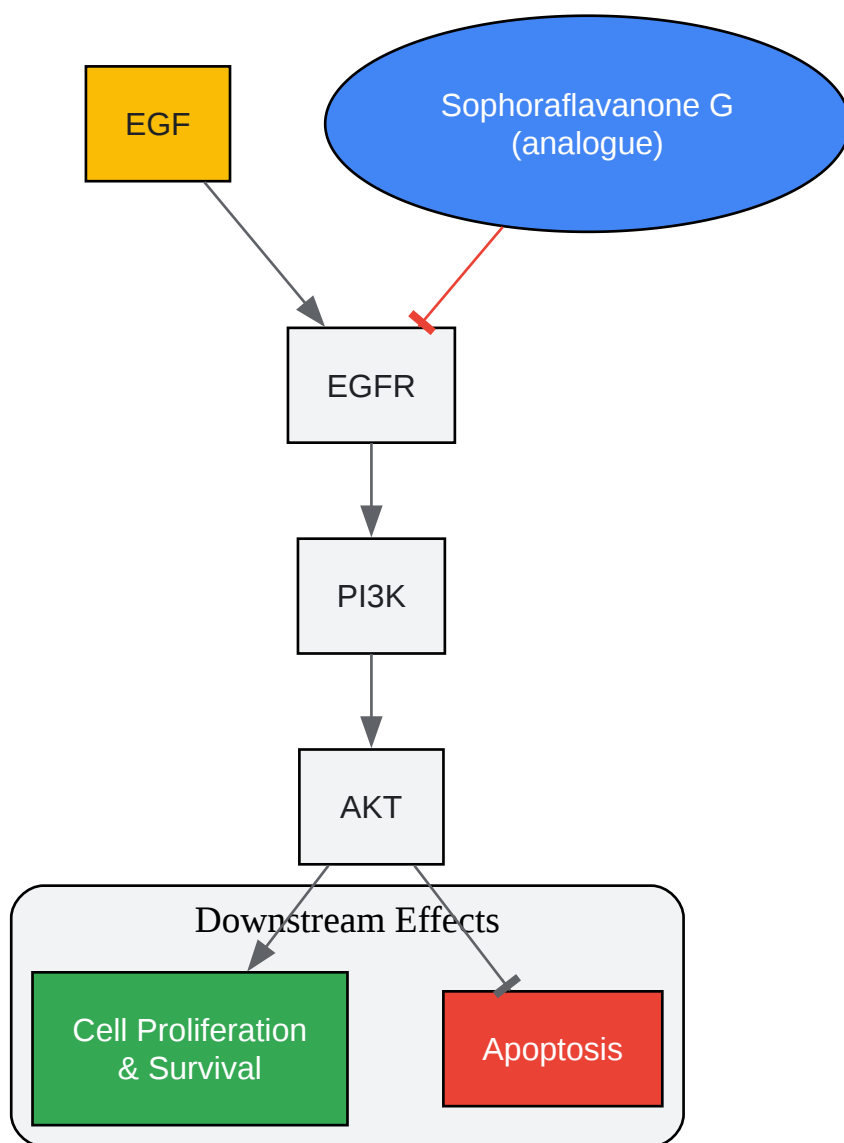 EGF
Sophoraflavanone G
(analogue)
EGFR
PI3K
AKT
Downstream Effects
Cell Proliferation
& Survival
Apoptosis